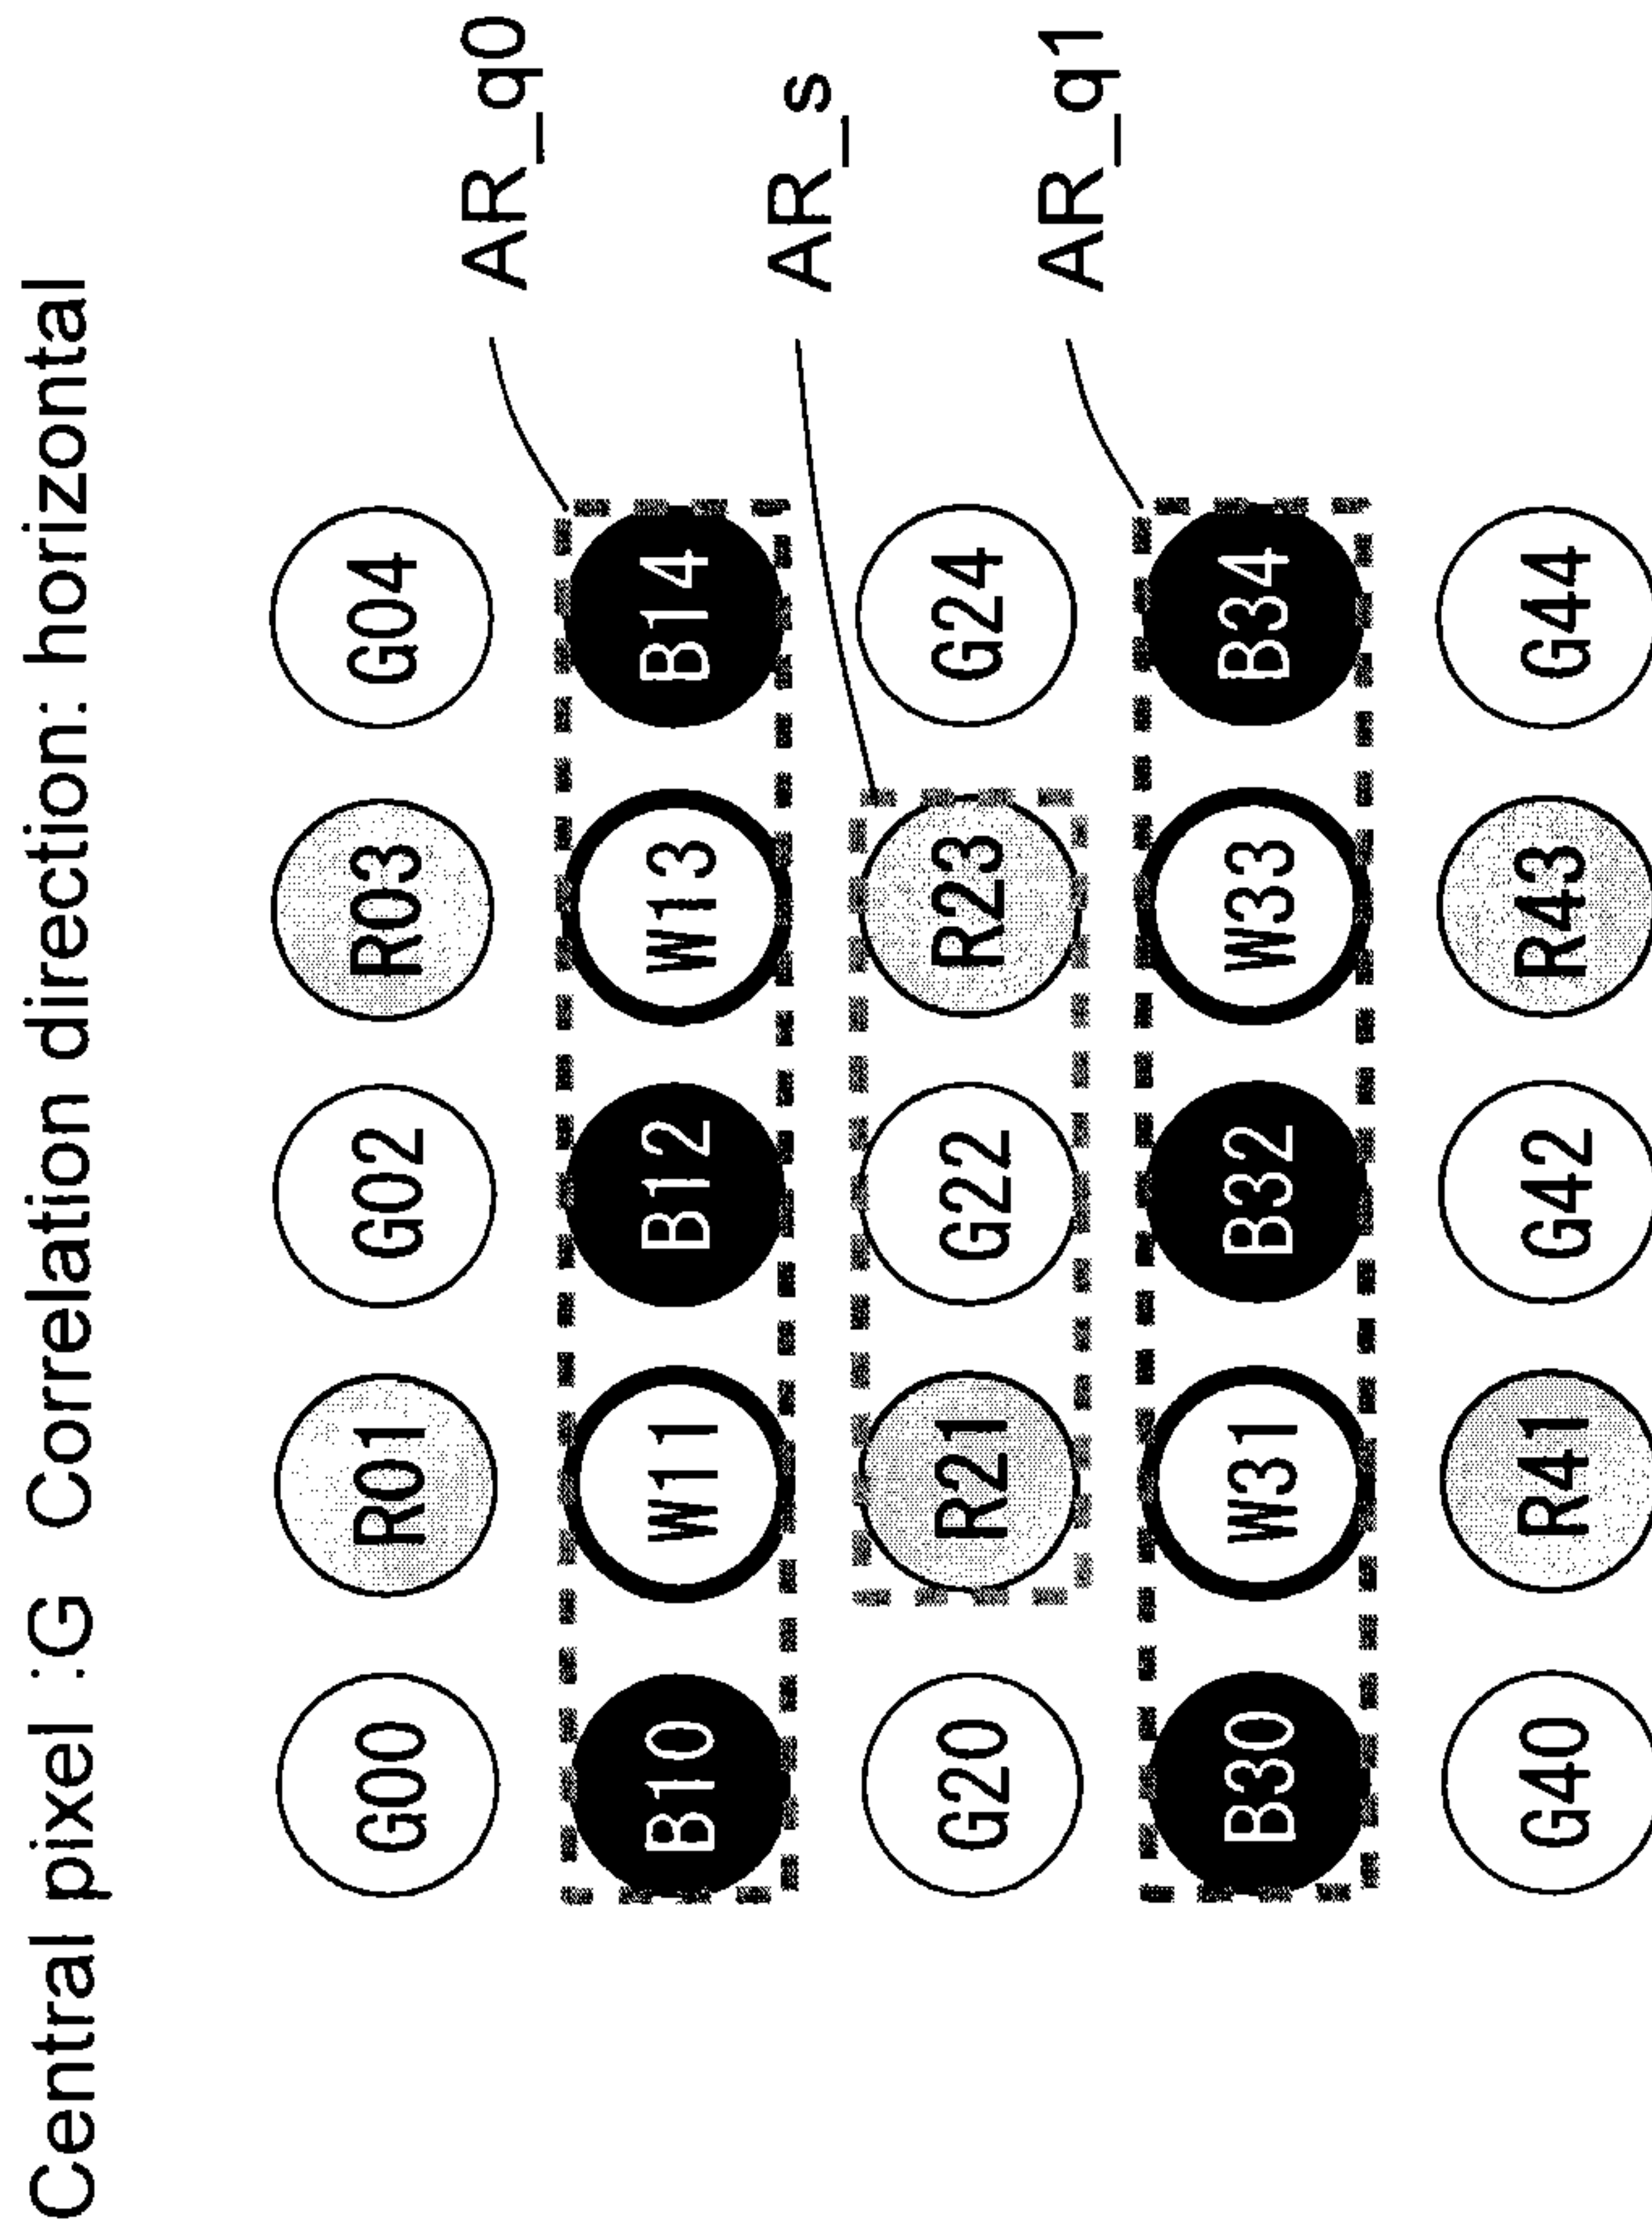 Central pixel :G Correlation direction: horizontal
G00 R01 G02 R03 G04
B10 W11 B12 W13 B14 AR_q0
G20 R21 G22 R23 G24 AR_s
B30 W31 B32 W33 B34 AR_q1
G40 R41 G42 R43 G44